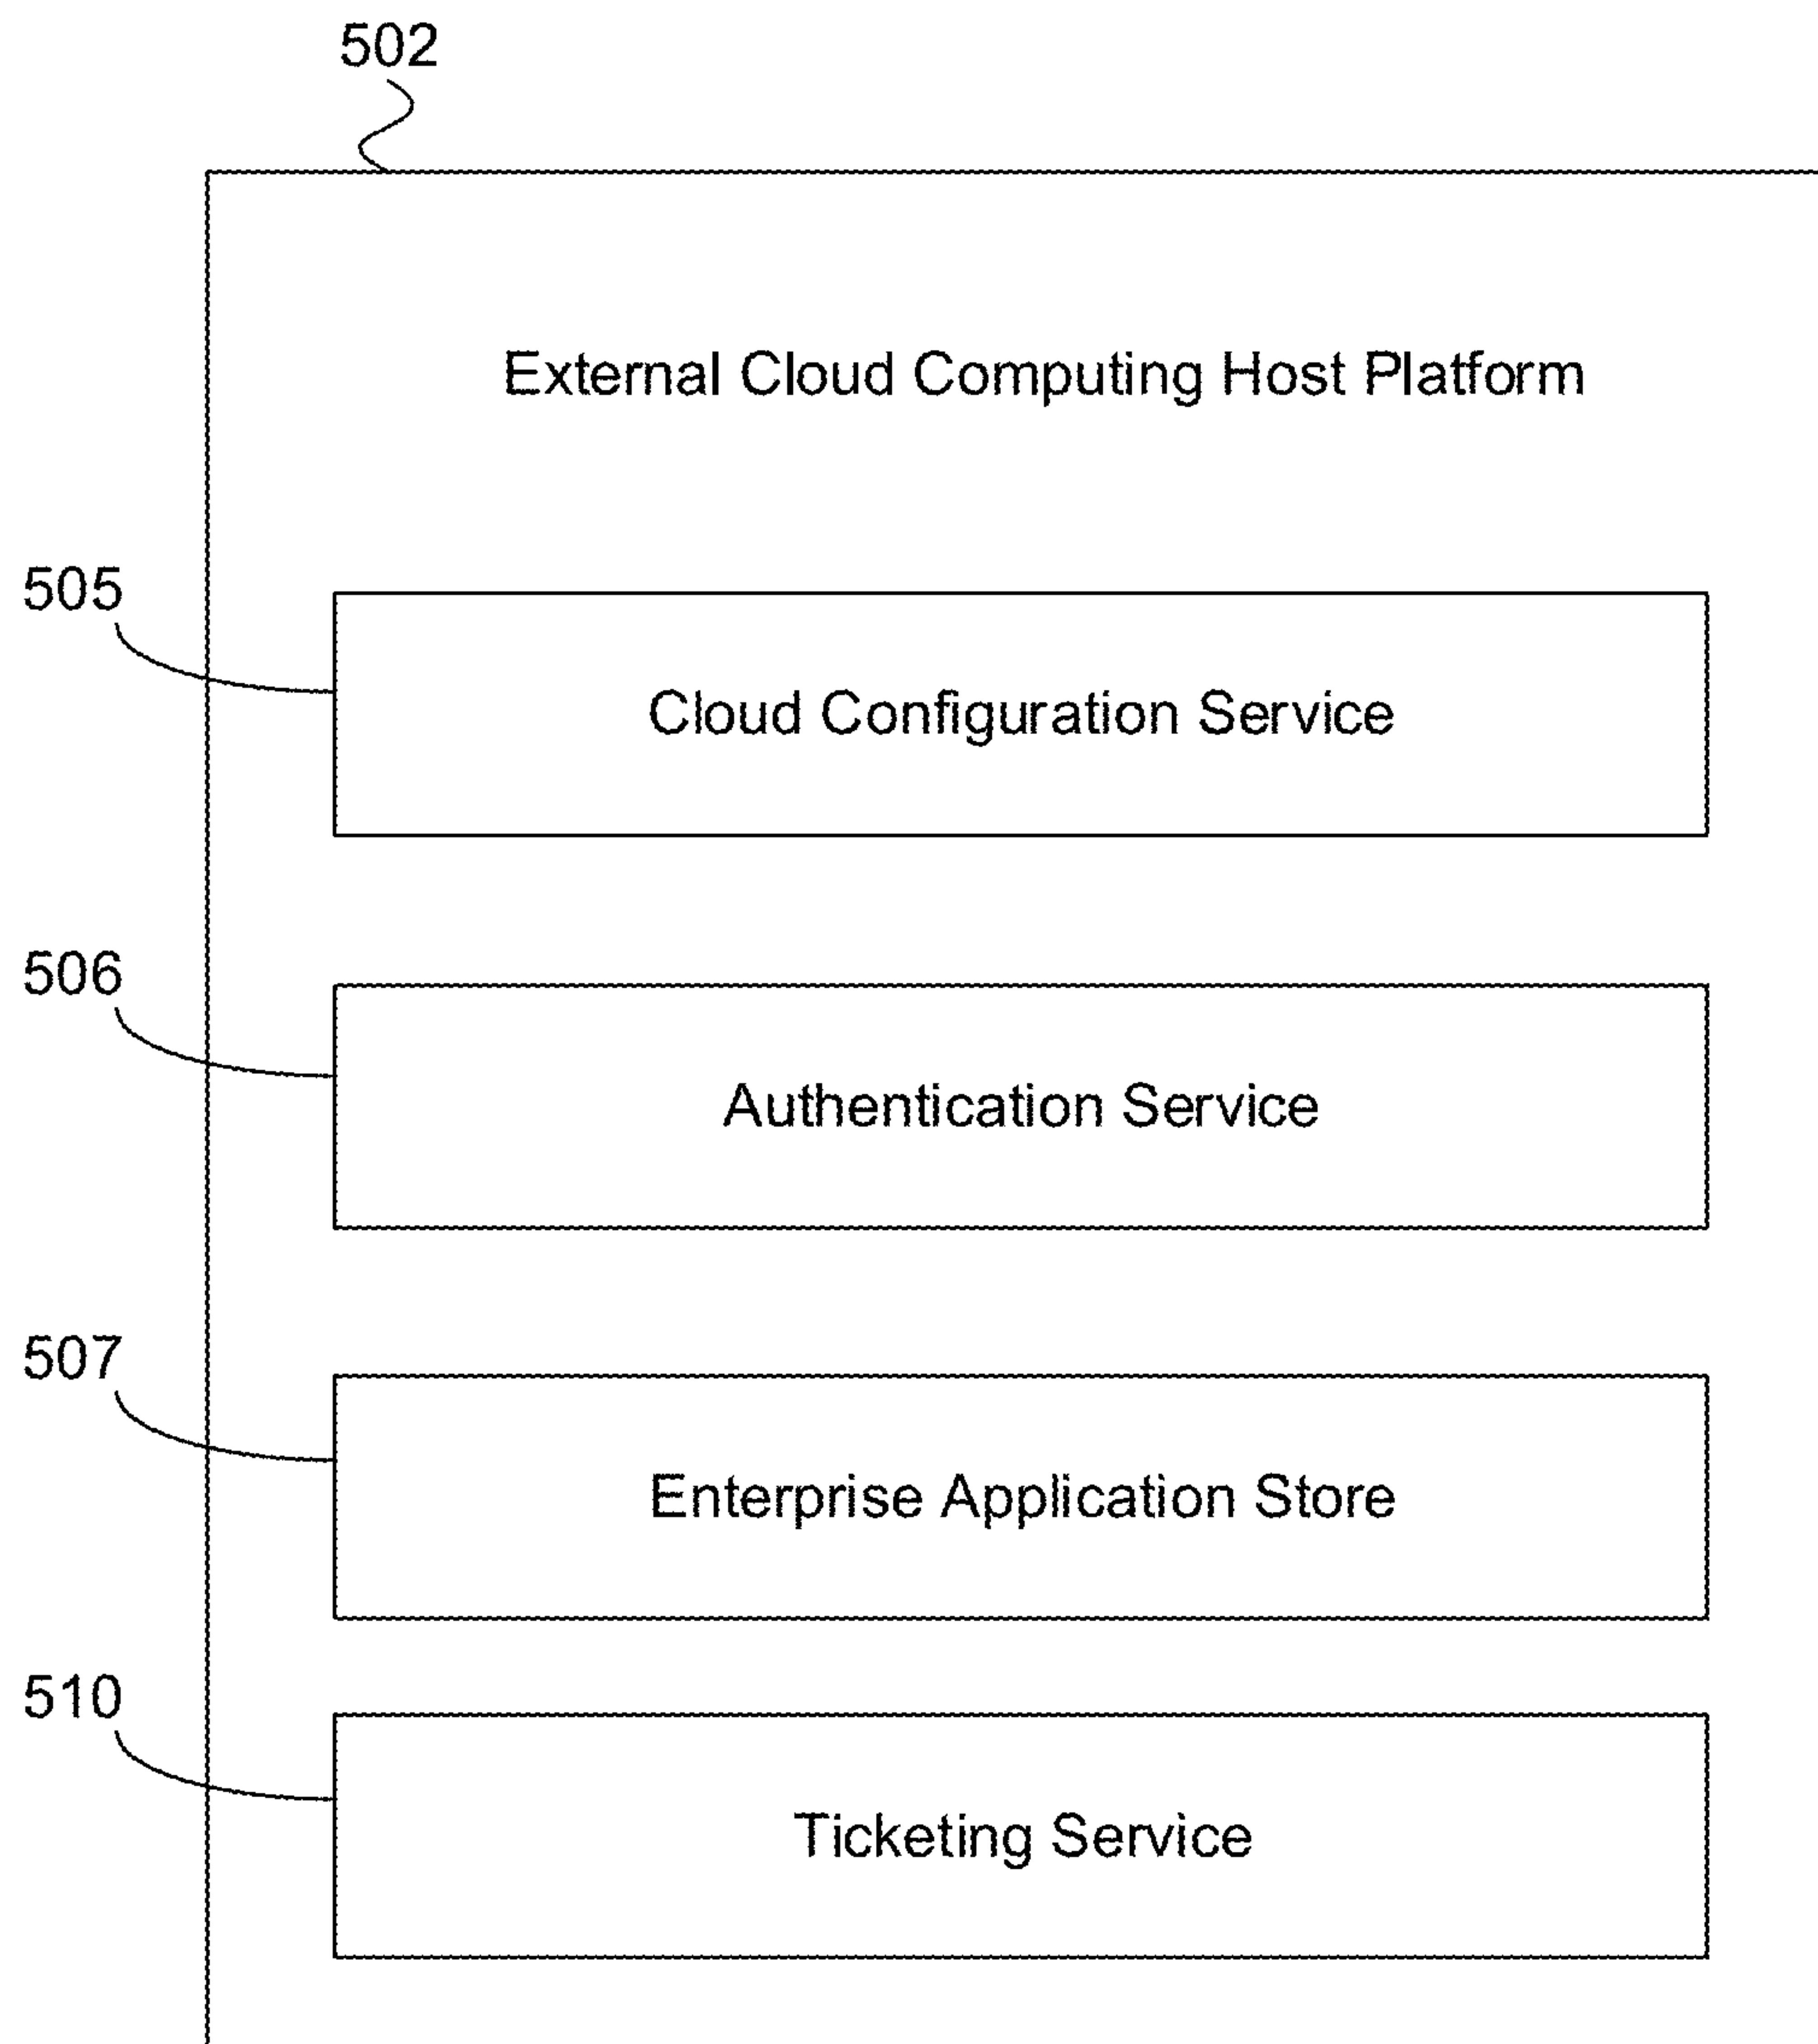 502
External Cloud Computing Host Platform
505
Cloud Configuration Service
506
Authentication Service
507
Enterprise Application Store
510
Ticketing Service